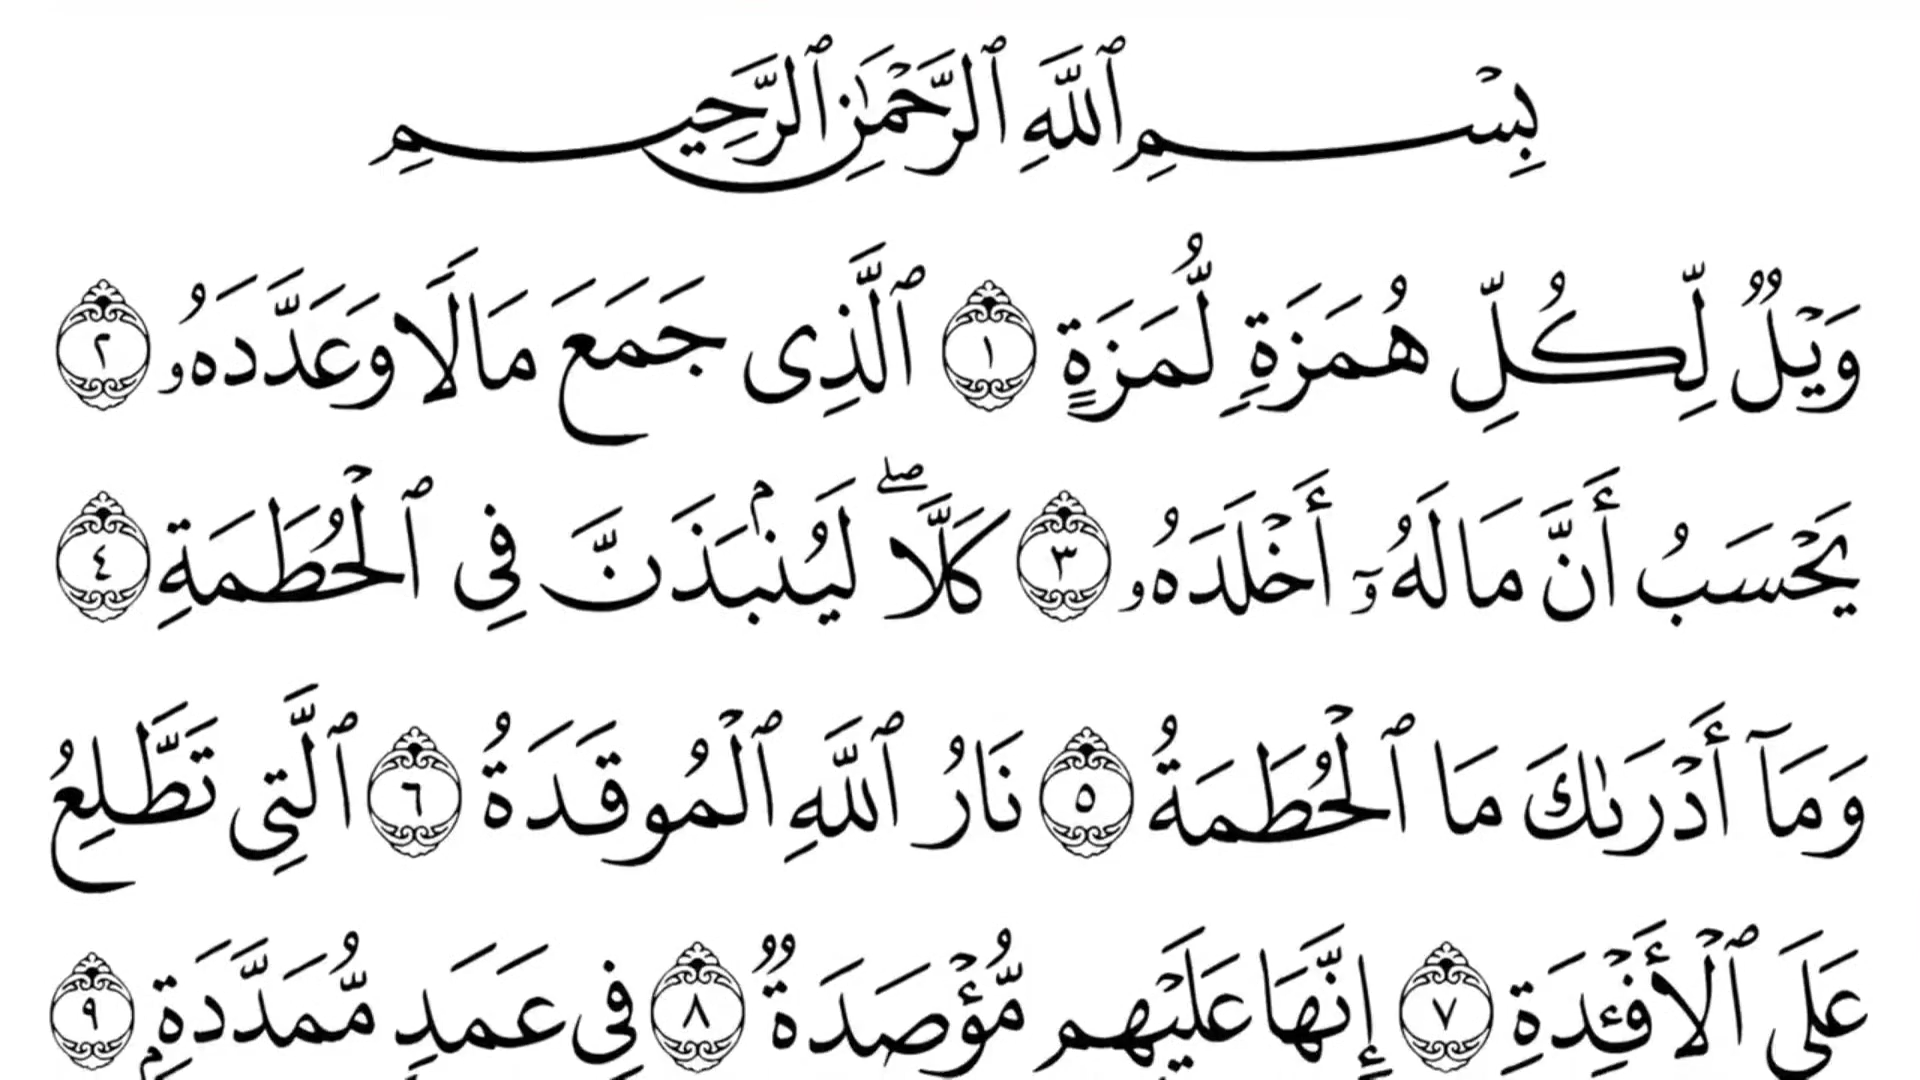 بِسْمِ ٱللَّهِ ٱلرَّحْمَٰنِ ٱلرَّحِيمِ
وَيْلٌ لِّكُلِّ هُمَزَةٍ لُّمَزَةٍ ١ ٱلَّذِى جَمَعَ مَالًا وَعَدَّدَهُۥ ٢
يَحْسَبُ أَنَّ مَالَهُۥٓ أَخْلَدَهُۥ ٣ كَلَّاۖ لَيُنۢبَذَنَّ فِى ٱلْحُطَمَةِ ٤
وَمَآ أَدْرَىٰكَ مَا ٱلْحُطَمَةُ ٥ نَارُ ٱللَّهِ ٱلْمُوقَدَةُ ٦ ٱلَّتِى تَطَّلِعُ
عَلَى ٱلْأَفْـِٔدَةِ ٧ إِنَّهَا عَلَيْهِم مُّؤْصَدَةٌ ٨ فِى عَمَدٍ مُّمَدَّدَةٍۭ ٩